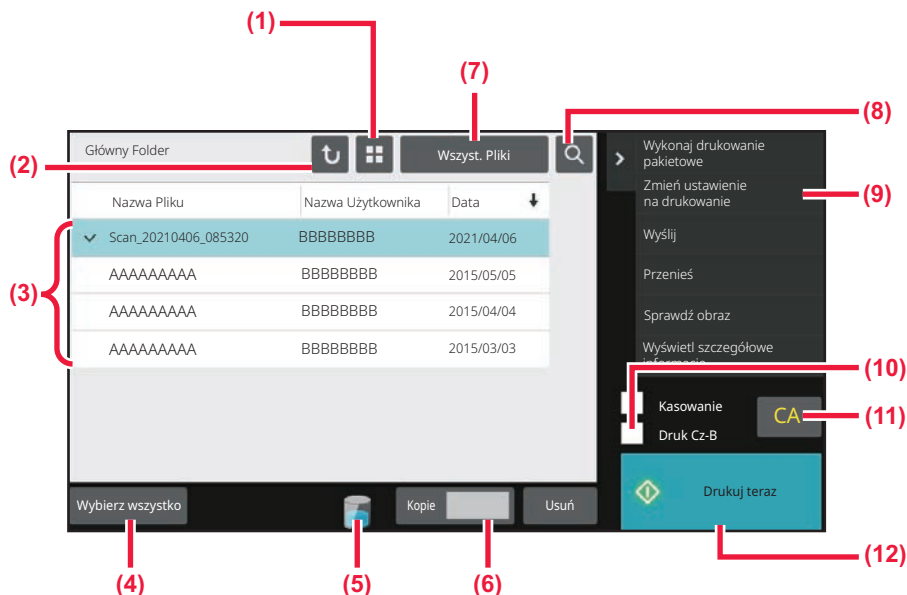 (1)
(7)
(8)
(2)
Główny Folder
Wszyst. Pliki
Nazwa Pliku Nazwa Użytkownika Data
(3)
Scan_20210406_085320 BBBBBBBB 2021/04/06
AAAAAAAAA BBBBBBBB 2015/05/05
AAAAAAAAA BBBBBBBB 2015/04/04
AAAAAAAAA BBBBBBBB 2015/03/03
Wykonaj drukowanie
pakietowe
Zmień ustawienie
na drukowanie
(9)
Wyślij
Przenieś
Sprawdź obraz
Wyświetl szczegółowe
informacje
(10)
Kasowanie
Druk Cz-B
CA
(11)
Wybierz wszystko
Kopie
Usuń
Drukuj teraz
(12)
(4)
(5)
(6)